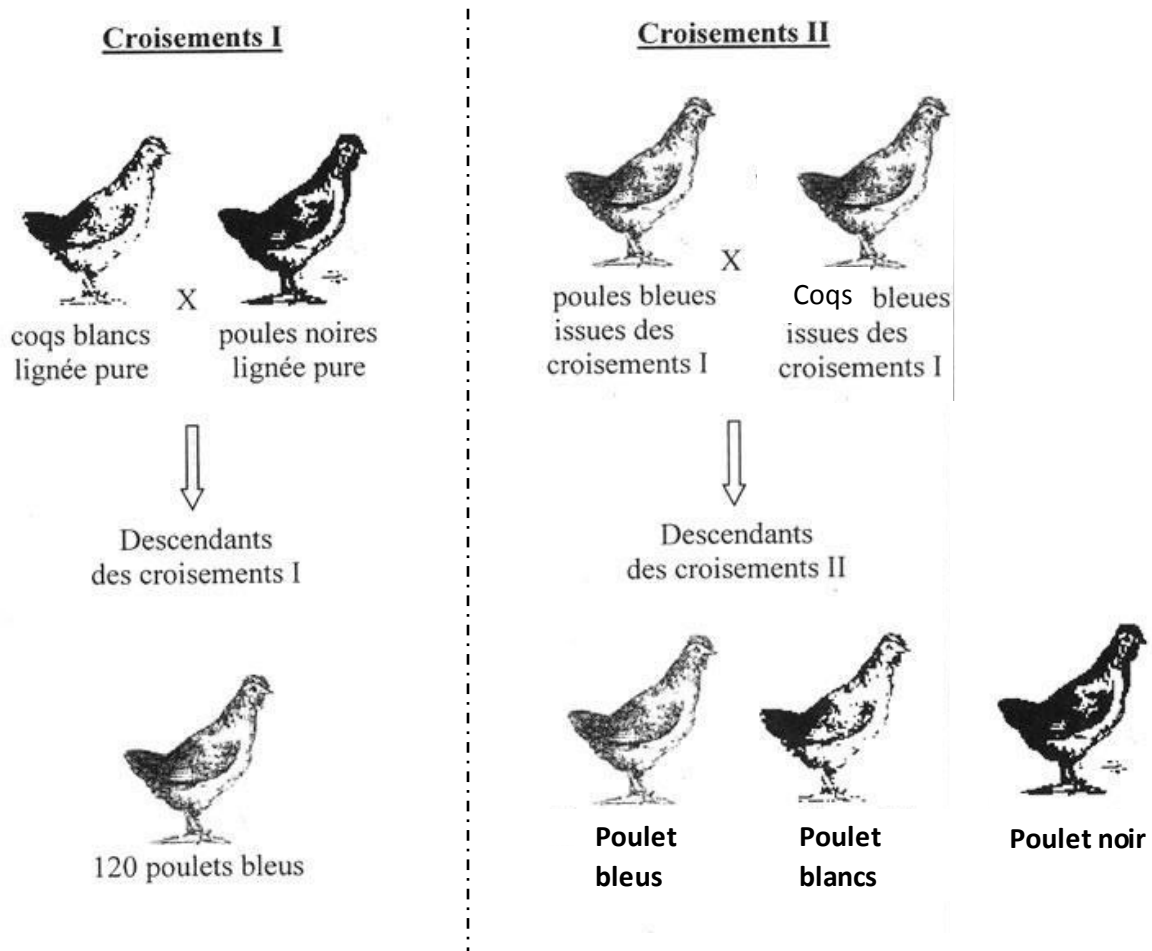 Croisements I
X
coqs blancs
lignée pure
poules noires
lignée pure
Descendants
des croisements I
120 poulets bleus
Croisements II
X
poules bleues
issues des
croisements I
Coqs bleues
issues des
croisements I
Descendants
des croisements II
Poulet
bleus
Poulet
blancs
Poulet noir